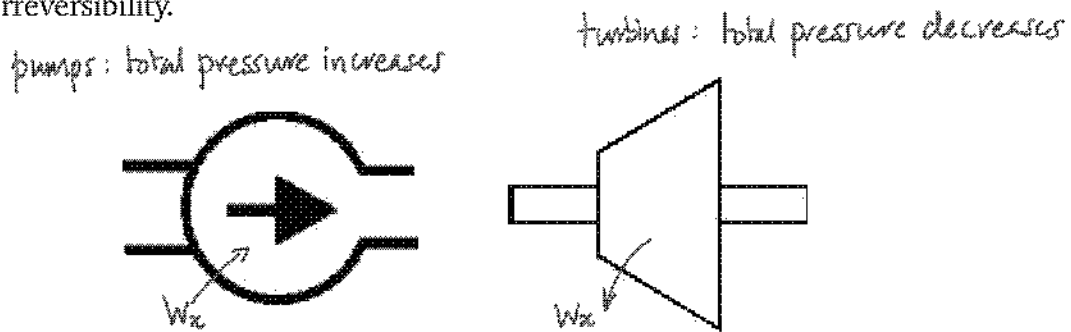 rreversibility.
turbines: total pressure decreases
pumps: total pressure increases
Wx
Wx